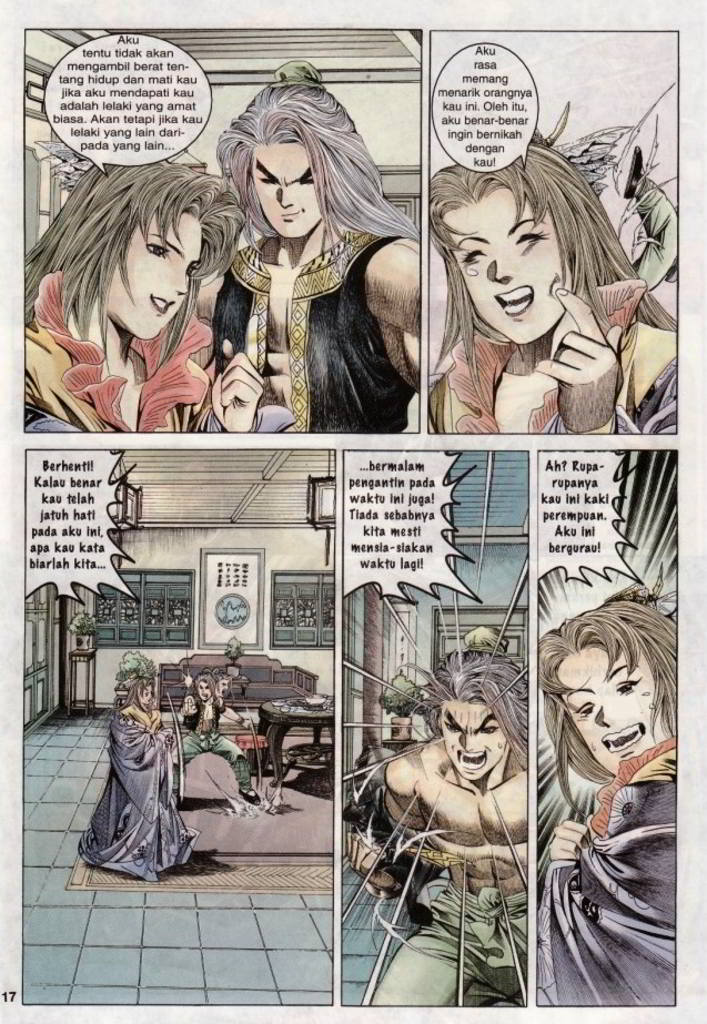 Aku
tentu tidak akan
mengambil berat ten-
tang hidup dan mati kau
jika aku mendapati kau
adalah lelaki yang amat
biasa. Akan tetapi jika kau
lelaki yang lain dari-
pada yang lain...
Aku
rasa
memang
menarik orangnya
kau ini. Oleh itu,
aku benar-benar
ingin bernikah
dengan
kau!
Berhenti!
Kalau benar
kau telah
jatuh hati
pada aku ini,
apa kau kata
biarlah kita...
...bermalam
pengantin pada
waktu ini juga!
Tiada sebabnya
kita mesti
mensia-siakan
waktu lagi!
Ah? Rupa-
rupanya
kau ini kaki
perempuan.
Aku ini
bergurau!
17